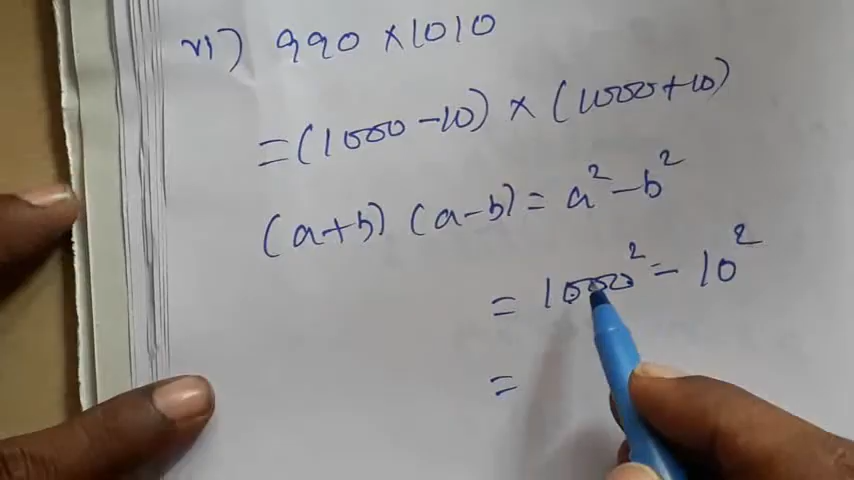 vi) 990 ×1010
= (1000 -10) × (1000+10)
(a+b) (a-b) = a² - b²
= 1000² - 10²
=